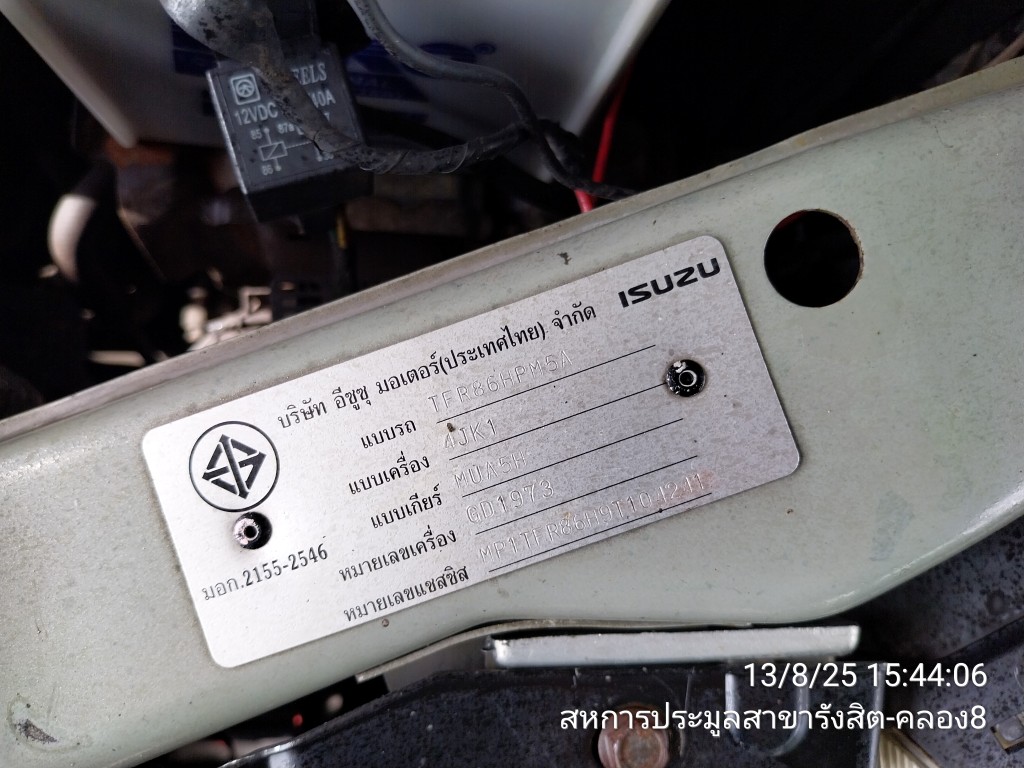 12VDC
40A
ISUZU
บริษัท อีซูซุ มอเตอร์(ประเทศไทย) จำกัด
แบบรถ TFR86HPM5A
แบบเครื่อง 4JK1
แบบเกียร์ MUA5H
หมายเลขเครื่อง GD1973
หมายเลขแชสซิส MP1TFR86H9T104241
มอก.2155-2546
13/8/25 15:44:06
สหการประมูลสาขารังสิต-คลอง8